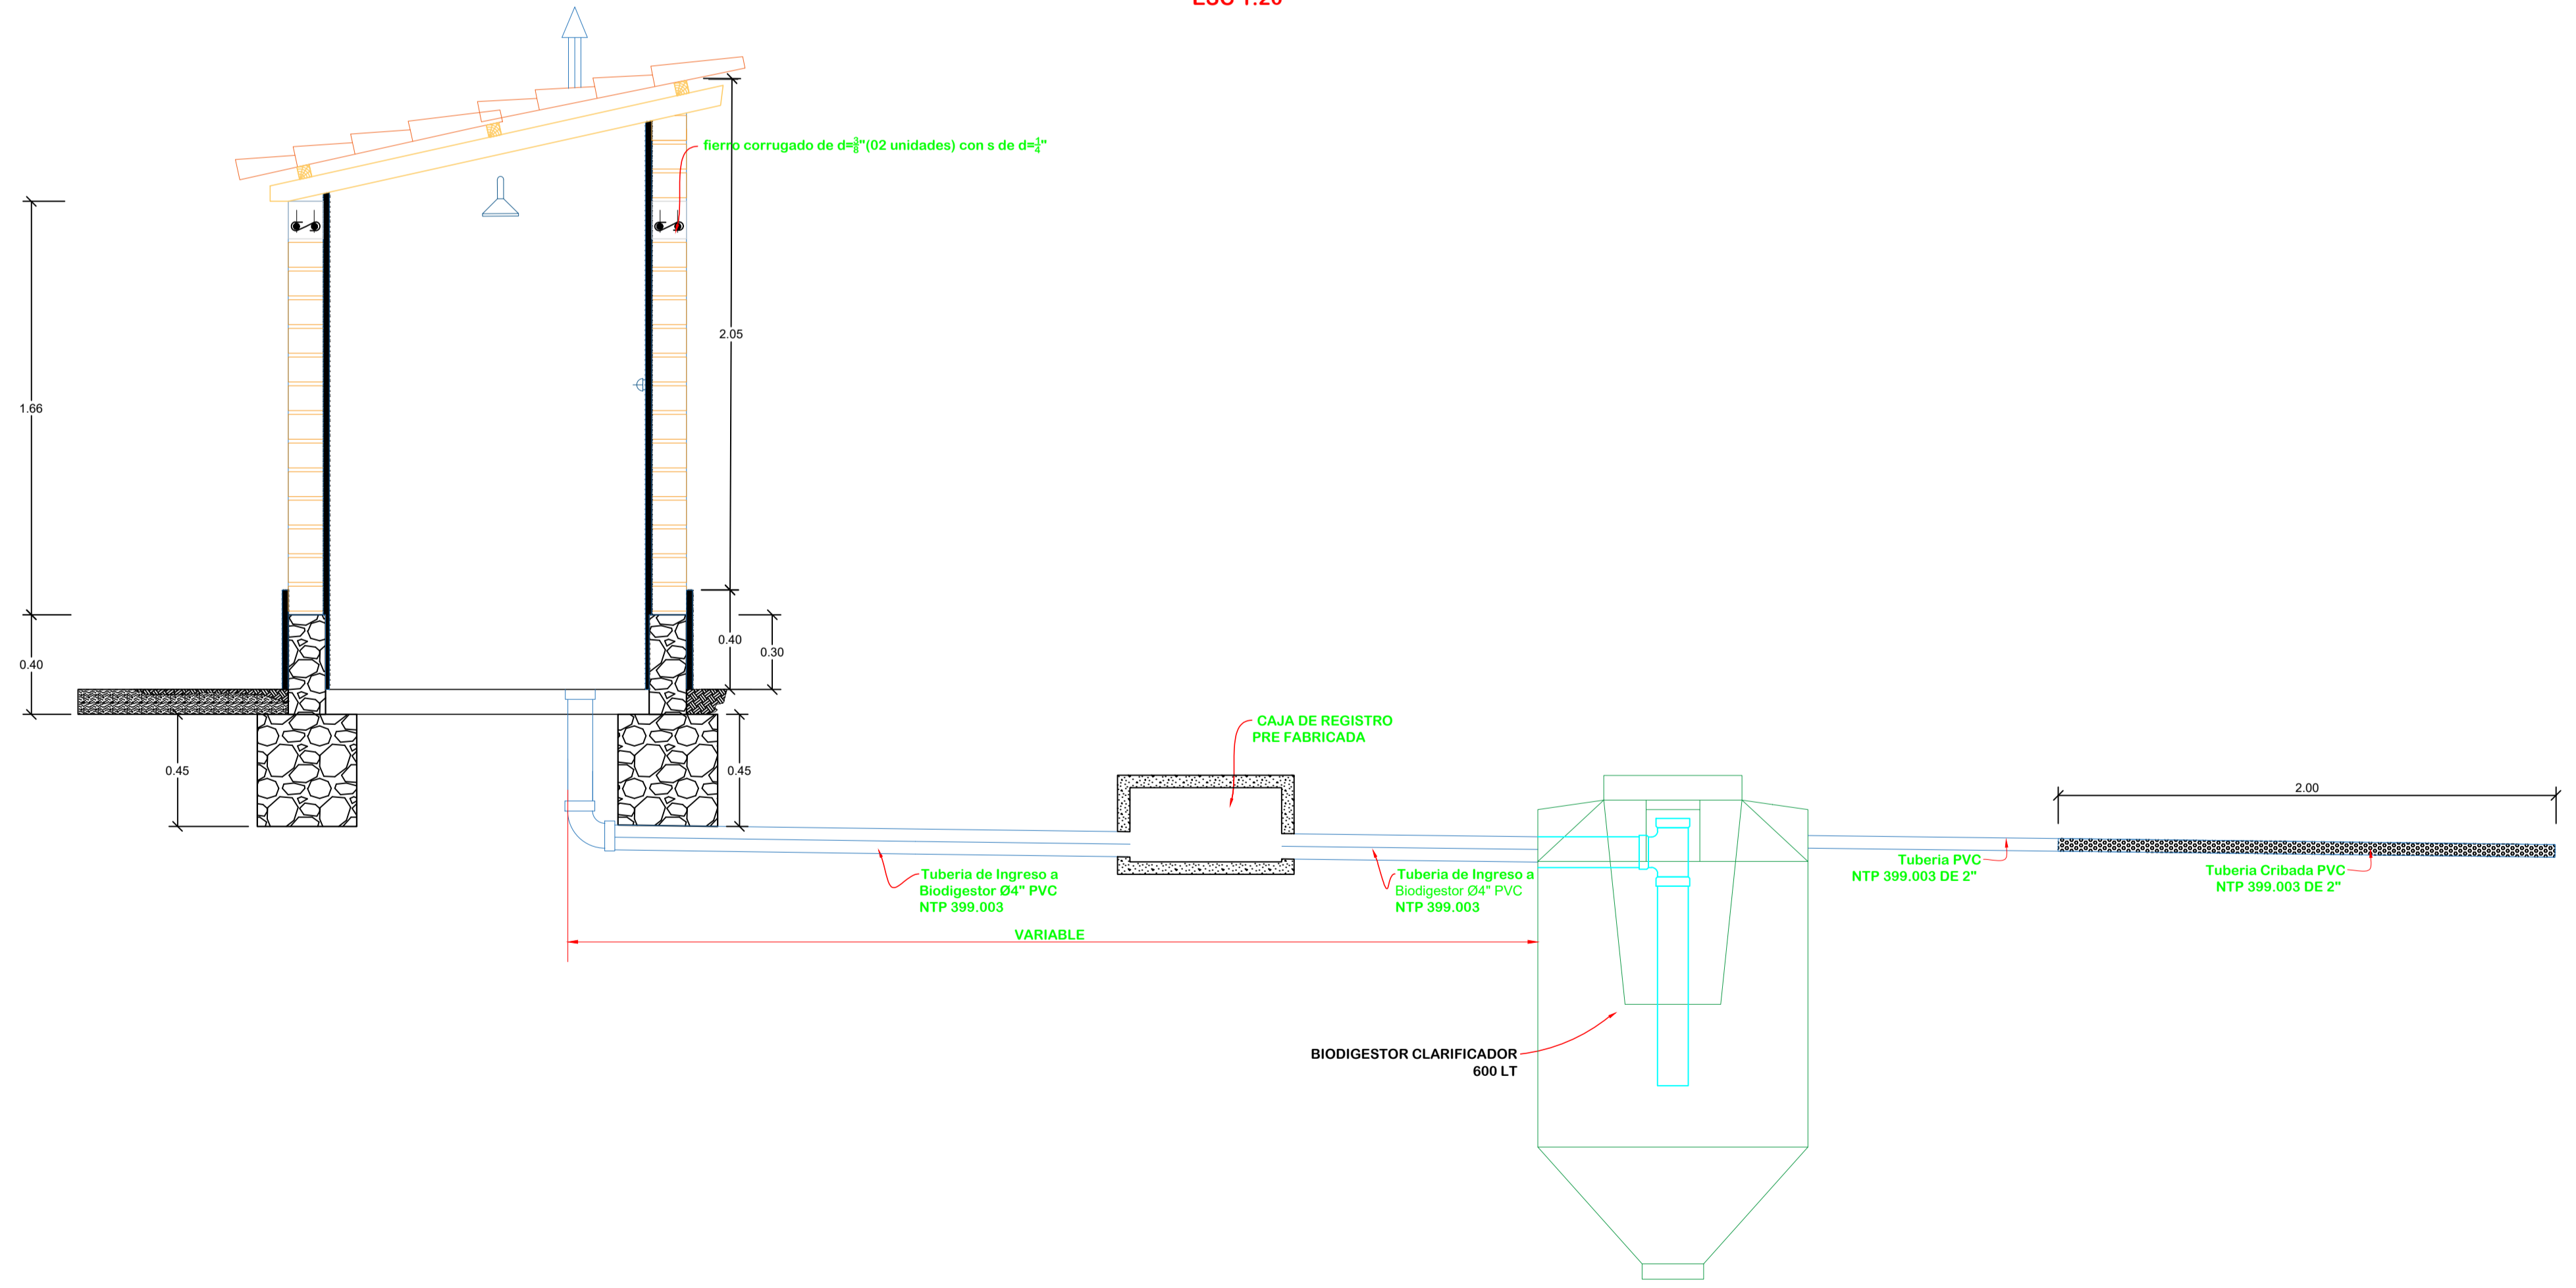 fierro corrugado de d=3/8"(02 unidades) con s de d=1/4"
2.05
1.66
0.40
0.30
0.40
CAJA DE REGISTRO
PRE FABRICADA
0.45
0.45
2.00
Tuberia PVC
NTP 399.003 DE 2"
Tuberia Cribada PVC
NTP 399.003 DE 2"
Tuberia de Ingreso a
Biodigestor Ø4" PVC
NTP 399.003
Tuberia de Ingreso a
Biodigestor Ø4" PVC
NTP 399.003
VARIABLE
BIODIGESTOR CLARIFICADOR
600 LT